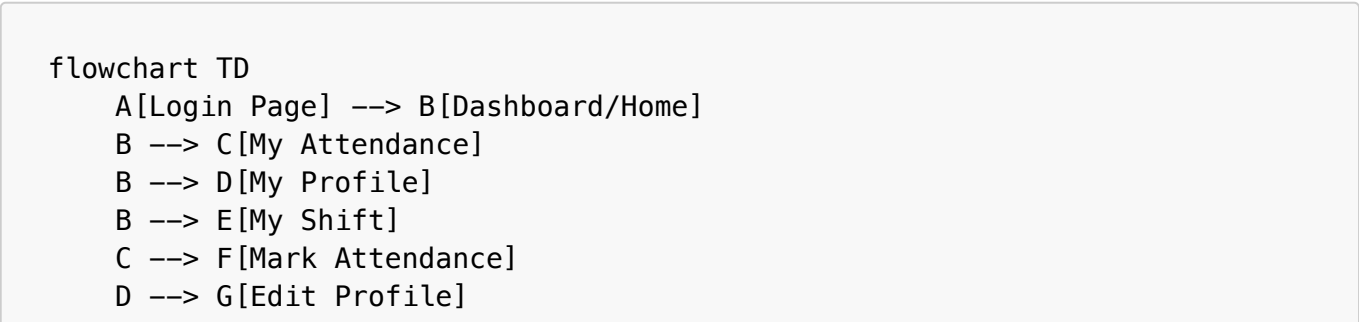 flowchart TD
    A[Login Page] --> B[Dashboard/Home]
    B --> C[My Attendance]
    B --> D[My Profile]
    B --> E[My Shift]
    C --> F[Mark Attendance]
    D --> G[Edit Profile]